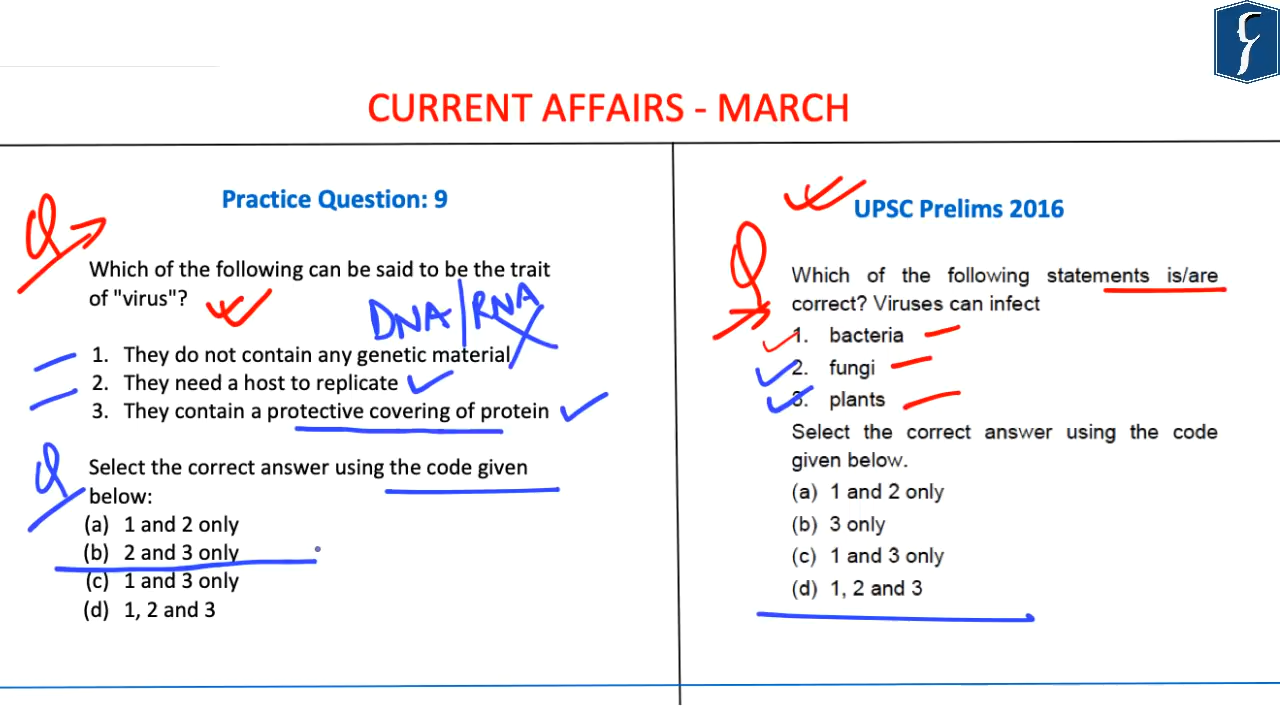 CURRENT AFFAIRS - MARCH
Practice Question: 9
Q
Which of the following can be said to be the trait
of "virus"?
DNA/RNA
1. They do not contain any genetic material
2. They need a host to replicate
3. They contain a protective covering of protein
Q
Select the correct answer using the code given
below:
(a) 1 and 2 only
(b) 2 and 3 only
(c) 1 and 3 only
(d) 1, 2 and 3
UPSC Prelims 2016
Q
Which of the following statements is/are
correct? Viruses can infect
1. bacteria
2. fungi
3. plants
Select the correct answer using the code
given below.
(a) 1 and 2 only
(b) 3 only
(c) 1 and 3 only
(d) 1, 2 and 3